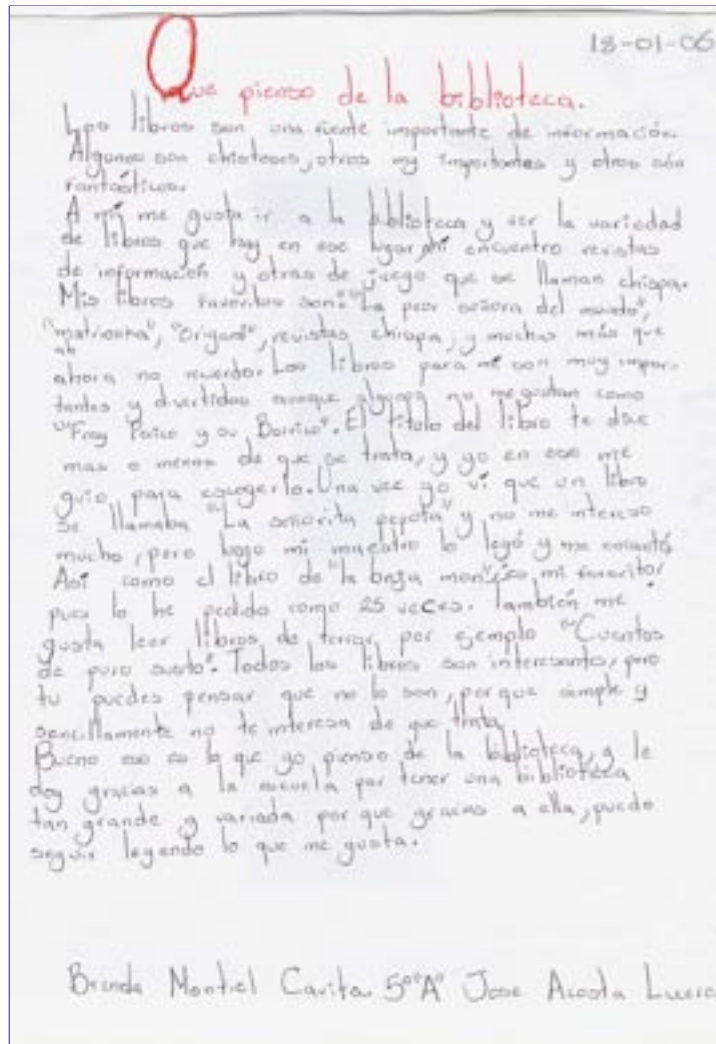 18-01-06
Que pienso de la biblioteca.
Los libros son una fuente importante de información.
Algunos son chistosos, otros muy importantes y otros son
fantásticos.
A mí me gusta ir a la biblioteca y ver la variedad
de libros que hay en ese lugar, ahí encuentro revistas
de información y otras de juego que se llaman chispa.
Mis libros favoritos son: "La peor señora del mundo",
"matrioska", "Origami", revistas chispa, y muchas más que
ah
ahora no recuerdo. Los libros para mí son muy impor-
tantes y divertidos aunque algunos no me gustan como
"Fray Perico y su Borrico". El título del libro te dice
mas o menos de que se trata, y yo en eso me
guio para escogerlo. Una vez yo vi que un libro
se llamaba "La señorita pepota" y no me intereso
mucho, pero luego mi maestro lo leyó y me encantó
Así como el libro de "la bruja mon", es mi favorito,
pues lo he pedido como 25 veces. También me
gusta leer libros de terror, por ejemplo "Cuentos
de puro susto". Todos los libros son interesantes, pero
tu puedes pensar que no lo son, por que simple y
sencillamente no te interesa de que trata.
Bueno eso es lo que yo pienso de la biblioteca, y le
doy gracias a la escuela por tener una biblioteca
tan grande y variada por que gracias a ella, puedo
seguir leyendo lo que me gusta.
Brenda Montiel 5°"A" Jose Acosta Lucero